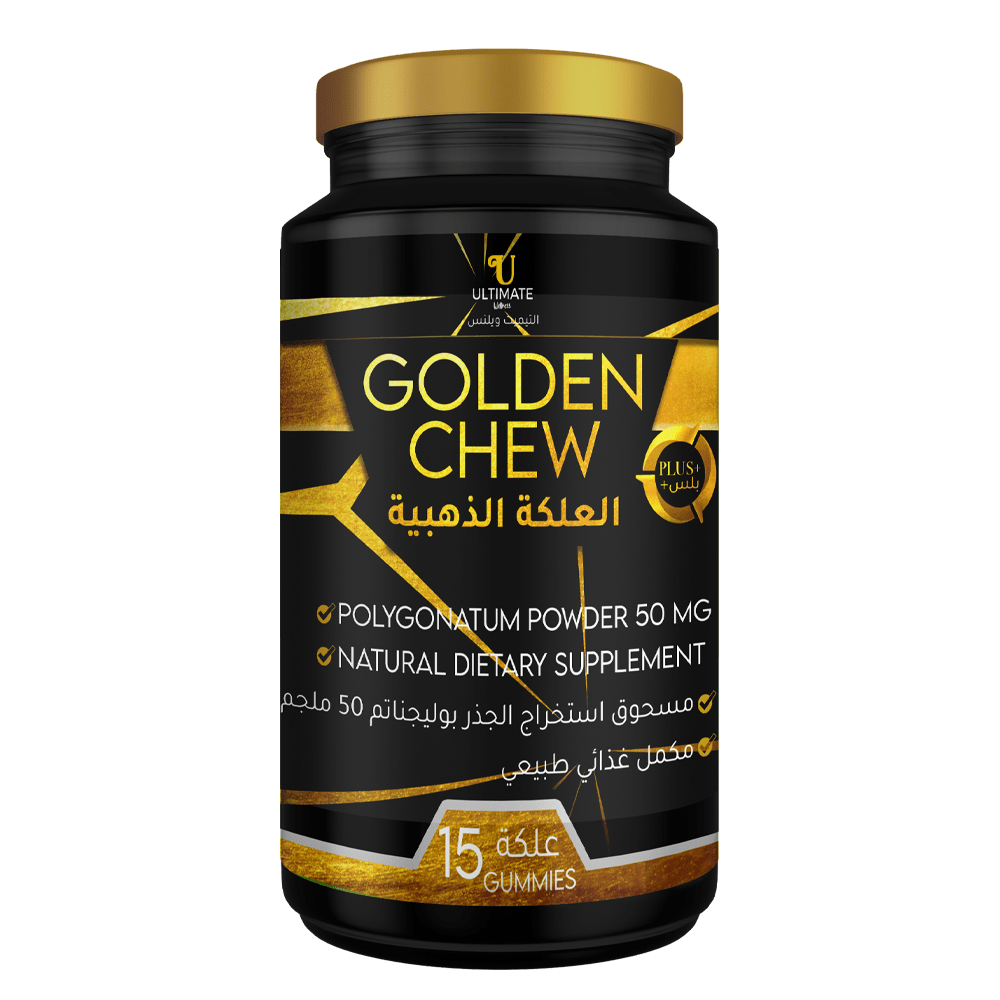 U
ULTIMATE
Wellness
التيميت ويلنس
GOLDEN
CHEW
العلكة الذهبية
PLUS+
بلس+
POLYGONATUM POWDER 50 MG
NATURAL DIETARY SUPPLEMENT
مسحوق استخراج الجذر بوليجناتم 50 ملجم
مكمل غذائي طبيعي
15 علكة
GUMMIES